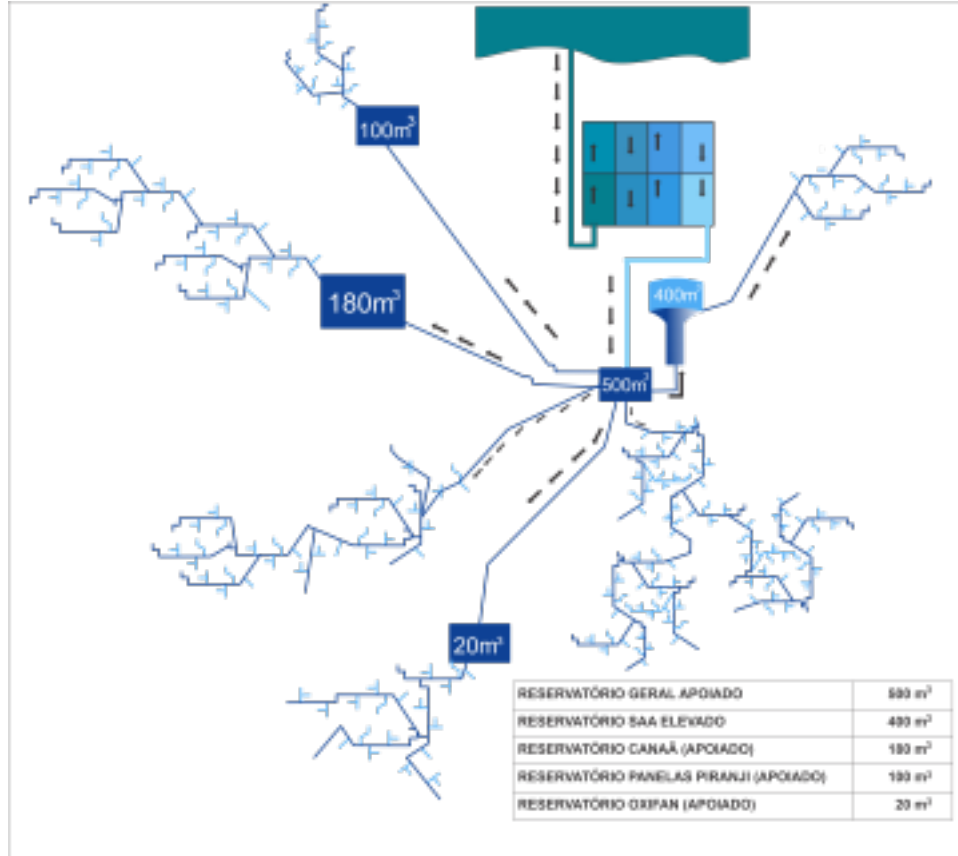 100m³
180m³
400m³
500m³
20m³
RESERVATÓRIO GERAL APOIADO 500 m³
RESERVATÓRIO SAA ELEVADO 400 m³
RESERVATÓRIO CANAÃ (APOIADO) 180 m³
RESERVATÓRIO PANELAS PIRANJI (APOIADO) 100 m³
RESERVATÓRIO OXIFAN (APOIADO) 20 m³